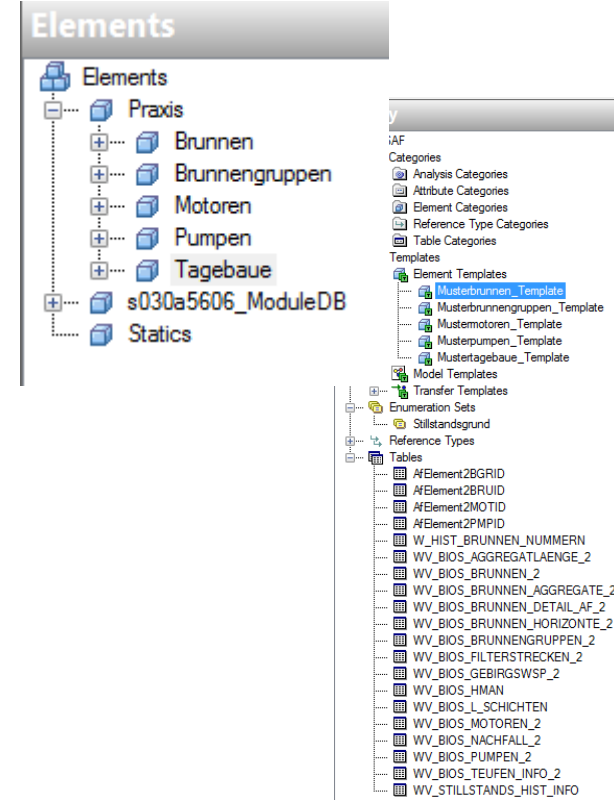 Elements
Elements
Praxis
Brunnen
Brunnengruppen
Motoren
Pumpen
Tagebaue
s030a5606_ModuleDB
Statics
y
Categories
Analysis Categories
Attribute Categories
Element Categories
Reference Type Categories
Table Categories
Templates
Element Templates
Musterbrunnen_Template
Musterbrunnengruppen_Template
Mustermotoren_Template
Musterpumpen_Template
Mustertagebaue_Template
Model Templates
Transfer Templates
Enumeration Sets
Stillstandsgrund
Reference Types
Tables
AfElement2BGRID
AfElement2BRUID
AfElement2MOTID
AfElement2PMPID
W_HIST_BRUNNEN_NUMMERN
WV_BIOS_AGGREGATLAENGE_2
WV_BIOS_BRUNNEN_2
WV_BIOS_BRUNNEN_AGGREGATE_2
WV_BIOS_BRUNNEN_DETAIL_AF_2
WV_BIOS_BRUNNEN_HORIZONTE_2
WV_BIOS_BRUNNENGRUPPEN_2
WV_BIOS_FILTERSTRECKEN_2
WV_BIOS_GEBIRGSWSP_2
WV_BIOS_HMAN
WV_BIOS_L_SCHICHTEN
WV_BIOS_MOTOREN_2
WV_BIOS_NACHFALL_2
WV_BIOS_PUMPEN_2
WV_BIOS_TEUFEN_INFO_2
WV_STILLSTANDS_HIST_INFO